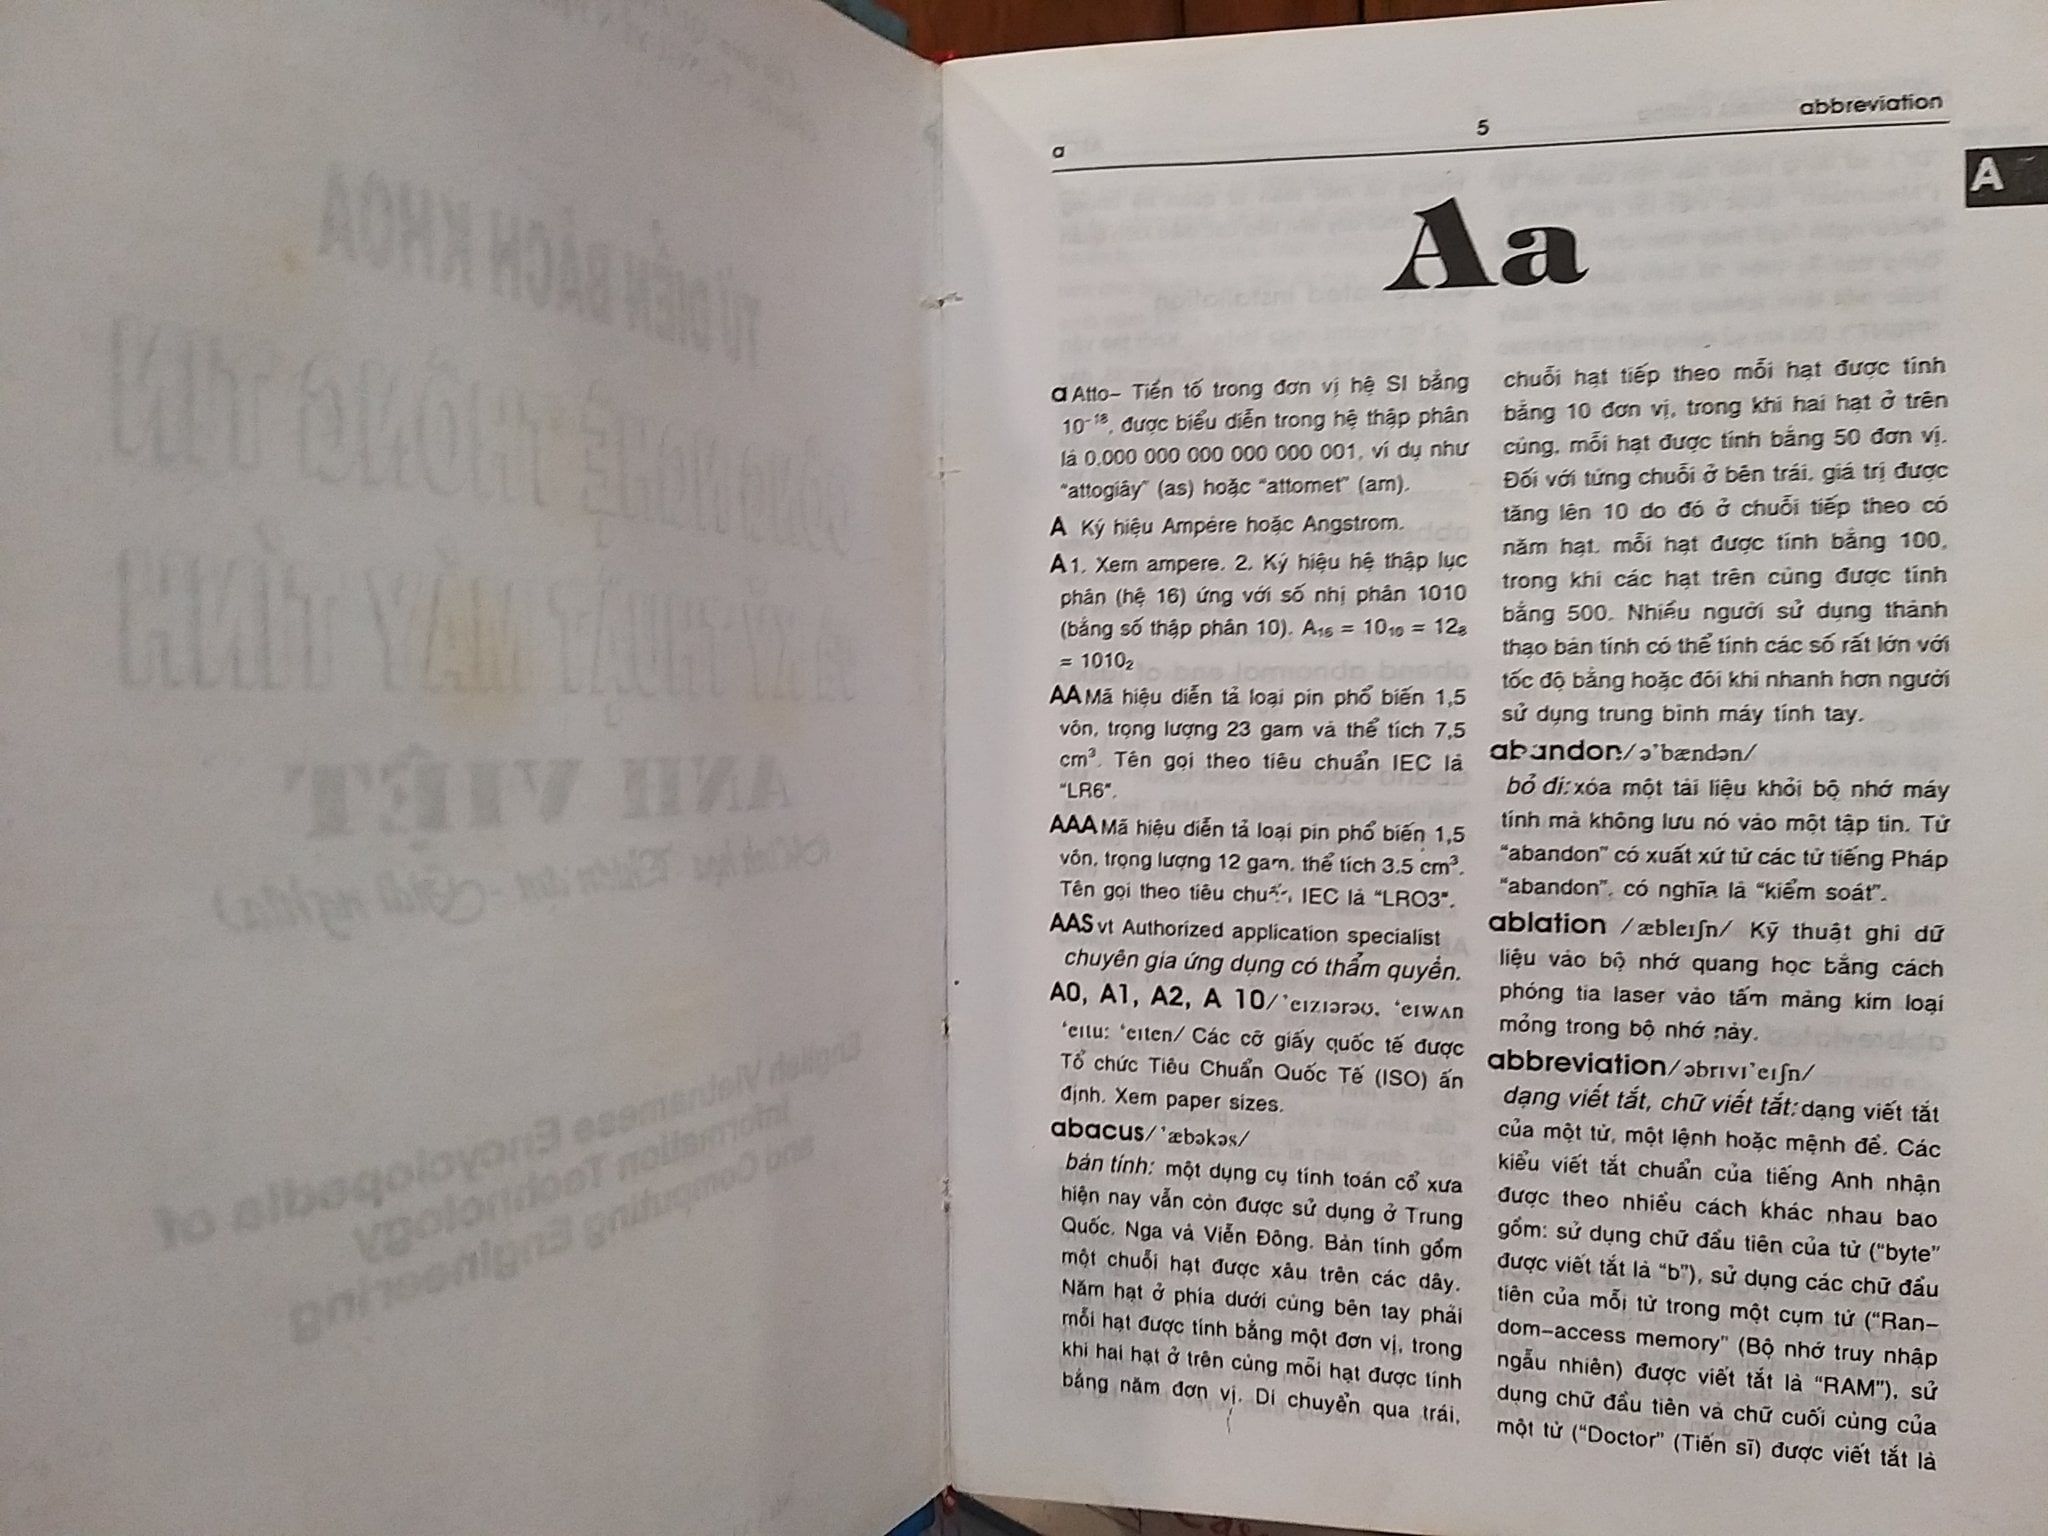 a
5
abbreviation
A
Aa
a Atto– Tiền tố trong đơn vị hệ SI bằng
10⁻¹⁸, được biểu diễn trong hệ thập phân
là 0.000 000 000 000 000 001, ví dụ như
“attogiây” (as) hoặc “attomet” (am).
A Ký hiệu Ampère hoặc Angstrom.
A 1. Xem ampere. 2. Ký hiệu hệ thập lục
phân (hệ 16) ứng với số nhị phân 1010
(bằng số thập phân 10). A₁₆ = 10₁₀ = 12₈
= 1010₂
AA Mã hiệu diễn tả loại pin phổ biến 1,5
vôn, trọng lượng 23 gam và thể tích 7,5
cm³. Tên gọi theo tiêu chuẩn IEC là
“LR6”.
AAA Mã hiệu diễn tả loại pin phổ biến 1,5
vôn, trọng lượng 12 gam, thể tích 3.5 cm³.
Tên gọi theo tiêu chuẩn IEC là “LRO3”.
AAS vt Authorized application specialist
chuyên gia ứng dụng có thẩm quyền.
A0, A1, A2, A 10/ʽeɪzɪərəʊ, ʽeɪwʌn
ʽeɪtu: ʽeɪten/ Các cỡ giấy quốc tế được
Tổ chức Tiêu Chuẩn Quốc Tế (ISO) ấn
định. Xem paper sizes.
abacus/ʼæbəkəs/
bàn tính: một dụng cụ tính toán cổ xưa
hiện nay vẫn còn được sử dụng ở Trung
Quốc, Nga và Viễn Đông. Bàn tính gồm
một chuỗi hạt được xâu trên các dây.
Năm hạt ở phía dưới cùng bên tay phải
mỗi hạt được tính bằng một đơn vị, trong
khi hai hạt ở trên cùng mỗi hạt được tính
bằng năm đơn vị. Di chuyển qua trái,
chuỗi hạt tiếp theo mỗi hạt được tính
bằng 10 đơn vị, trong khi hai hạt ở trên
cùng, mỗi hạt được tính bằng 50 đơn vị.
Đối với từng chuỗi ở bên trái, giá trị được
tăng lên 10 do đó ở chuỗi tiếp theo có
năm hạt, mỗi hạt được tính bằng 100,
trong khi các hạt trên cùng được tính
bằng 500. Nhiều người sử dụng thành
thạo bàn tính có thể tính các số rất lớn với
tốc độ bằng hoặc đôi khi nhanh hơn người
sử dụng trung bình máy tính tay.
abandon/əʼbændən/
bỏ đi: xóa một tài liệu khỏi bộ nhớ máy
tính mà không lưu nó vào một tập tin. Từ
“abandon” có xuất xứ từ các từ tiếng Pháp
“abandon”, có nghĩa là “kiểm soát”.
ablation /æbleɪʃn/ Kỹ thuật ghi dữ
liệu vào bộ nhớ quang học bằng cách
phóng tia laser vào tấm màng kim loại
mỏng trong bộ nhớ này.
abbreviation/əbrɪvɪʼeɪʃn/
dạng viết tắt, chữ viết tắt: dạng viết tắt
của một từ, một lệnh hoặc mệnh đề. Các
kiểu viết tắt chuẩn của tiếng Anh nhận
được theo nhiều cách khác nhau bao
gồm: sử dụng chữ đầu tiên của từ (“byte”
được viết tắt là “b”), sử dụng các chữ đầu
tiên của mỗi từ trong một cụm từ (“Ran–
dom–access memory” (Bộ nhớ truy nhập
ngẫu nhiên) được viết tắt là “RAM”), sử
dụng chữ đầu tiên và chữ cuối cùng của
một từ (“Doctor” (Tiến sĩ) được viết tắt là